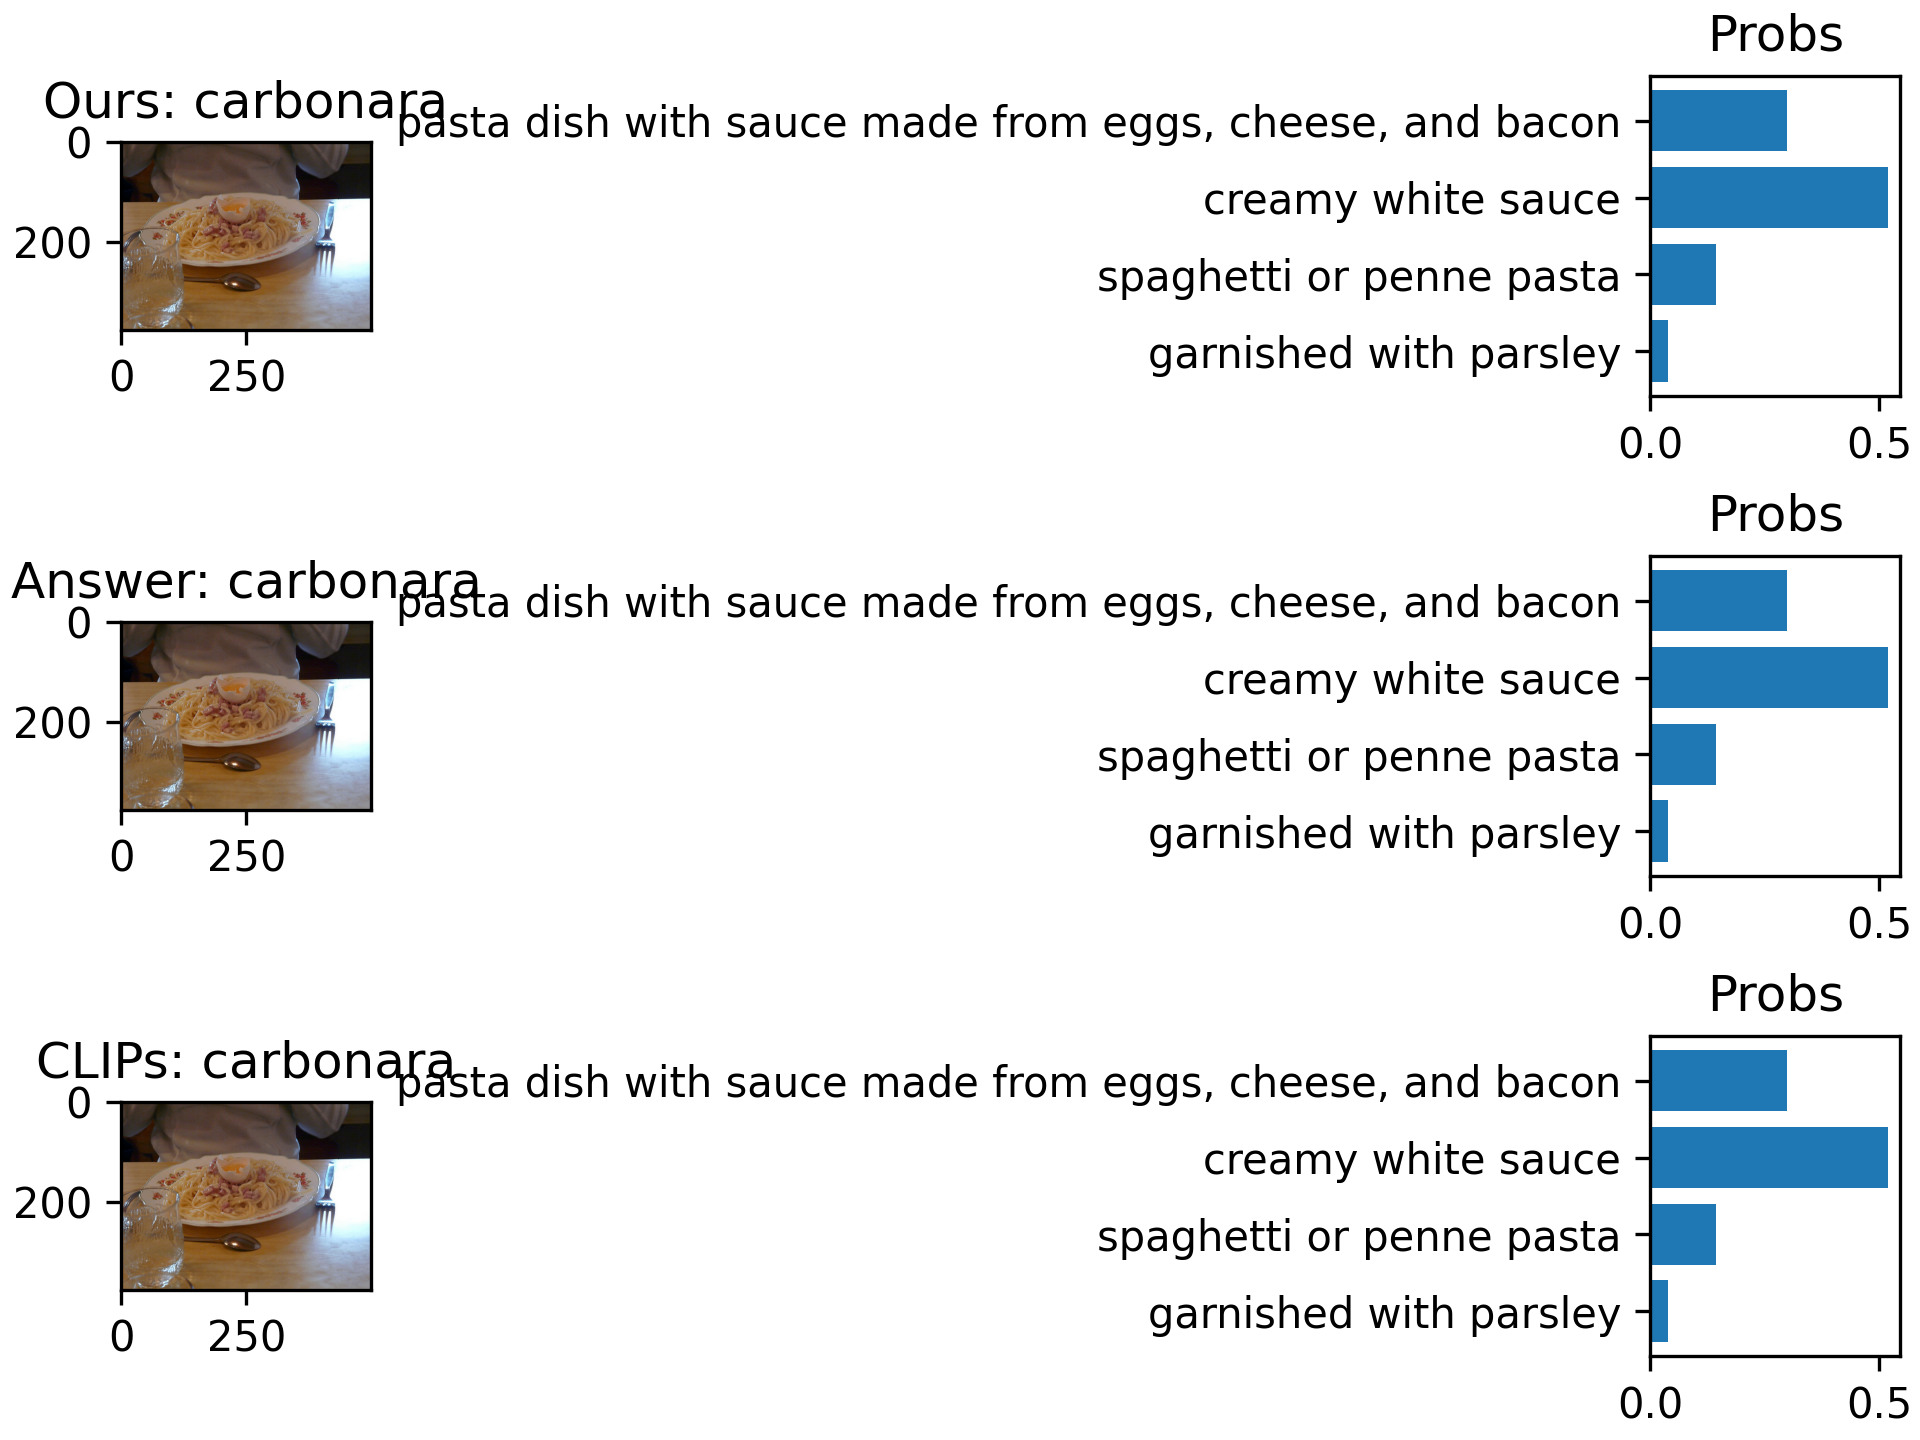 Probs
Ours: carbonara
pasta dish with sauce made from eggs, cheese, and bacon
creamy white sauce
spaghetti or penne pasta
garnished with parsley
0
200
0 250
0.0 0.5
Probs
Answer: carbonara
pasta dish with sauce made from eggs, cheese, and bacon
creamy white sauce
spaghetti or penne pasta
garnished with parsley
0
200
0 250
0.0 0.5
Probs
CLIPs: carbonara
pasta dish with sauce made from eggs, cheese, and bacon
creamy white sauce
spaghetti or penne pasta
garnished with parsley
0
200
0 250
0.0 0.5